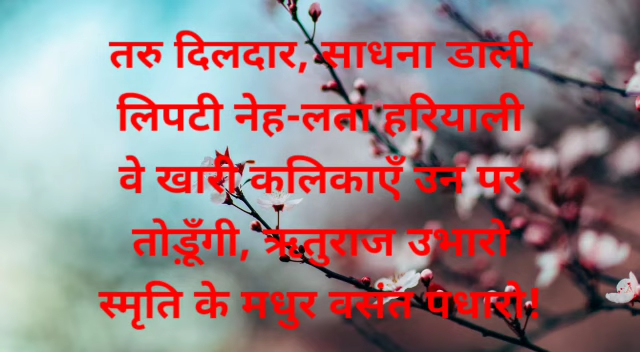 तरु दिलदार, साधना डाली
लिपटी नेह-लता हरियाली
वे खारी कलिकाएँ उन पर
तोड़ूँगी, ऋतुराज उभारो
स्मृति के मधुर वसंत पधारो!